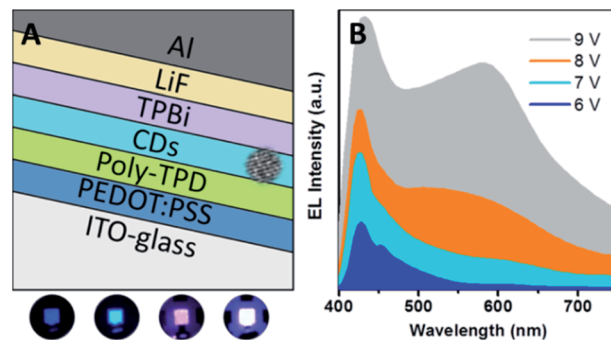 A
Al
LiF
TPBi
CDs
Poly-TPD
PEDOT:PSS
ITO-glass
B
9 V
8 V
7 V
6 V
EL Intensity (a.u.)
400 500 600 700
Wavelength (nm)